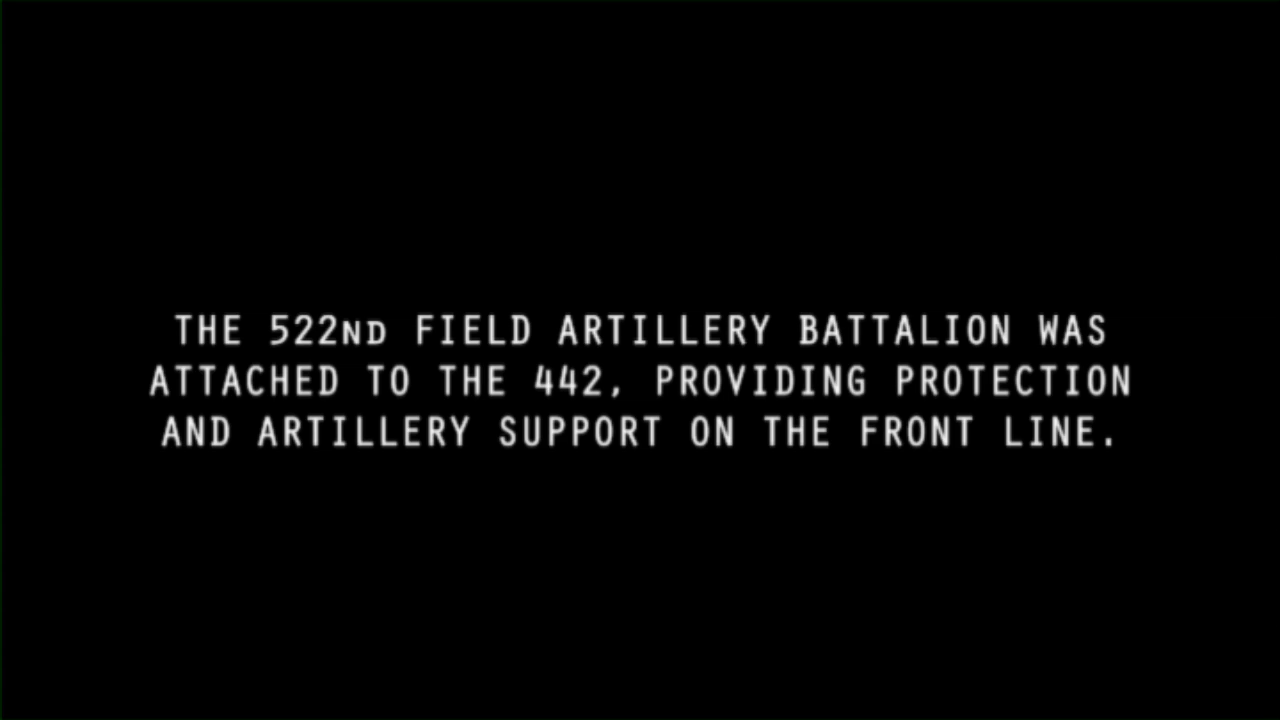 THE 522ND FIELD ARTILLERY BATTALION WAS
ATTACHED TO THE 442, PROVIDING PROTECTION
AND ARTILLERY SUPPORT ON THE FRONT LINE.